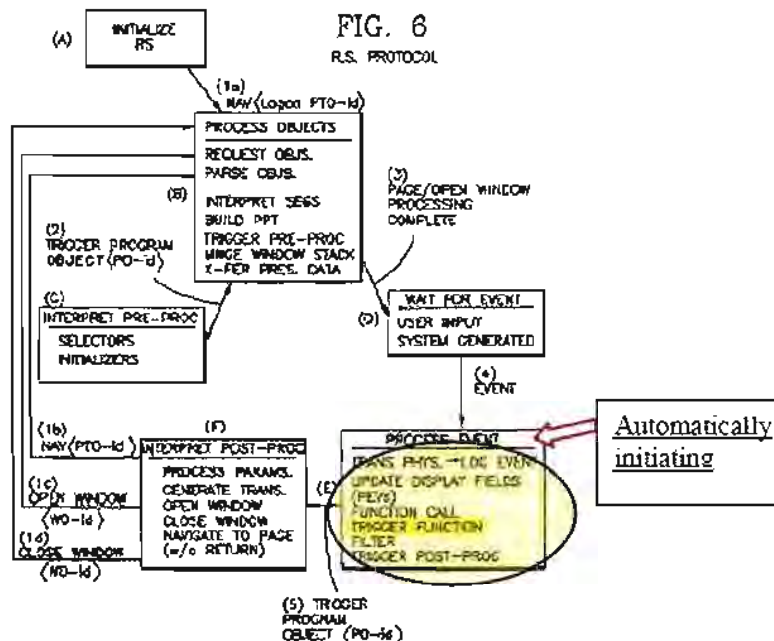 FIG. 6
R.S. PROTOCOL
(A)
INITIALIZE
RS
(1a)
NAV (Logon PTO-id)
PROCESS OBJECTS
REQUEST OBJS.
PARSE OBJS.
(B)
INTERPRET SEGS
BUILD PPT
TRIGGER PRE-PROC
WINDOW STACK
X-FER PRES. DATA
(3)
PAGE/OPEN WINDOW
PROCESSING
COMPLETE
(2)
TRIGGER PROGRAM
OBJECT (PO-id)
(C)
INTERPRET PRE-PROC
SELECTORS
INITIALIZERS
(D)
WAIT FOR EVENT
USER INPUT
SYSTEM GENERATED
(4)
EVENT
(1b)
NAV (PTO-id)
(F)
INTERPRET POST-PROC
PROCESS PARAMS.
GENERATE TRANS.
OPEN WINDOW
CLOSE WINDOW
NAVIGATE TO PAGE
(w/o RETURN)
(1c)
OPEN WINDOW
(WO-id)
(1d)
CLOSE WINDOW
(WO-id)
(E)
PROCESS EVENT
TRANS PHYS.→LOG EVENT
UPDATE DISPLAY FIELDS
(PEVs)
FUNCTION CALL
TRIGGER FUNCTION
FILTER
TRIGGER POST-PROC
Automatically
initiating
(5) TRIGGER
PROGRAM
OBJECT (PO-id)